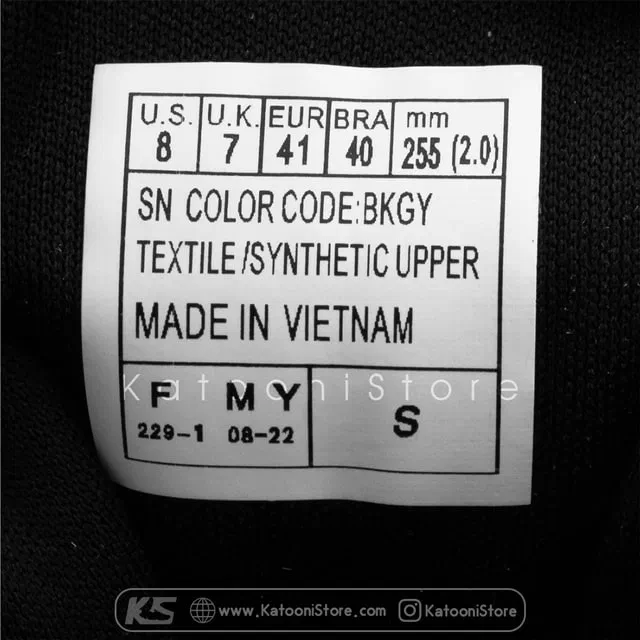 U.S. U.K. EUR BRA mm
8 7 41 40 255 (2.0)
SN COLOR CODE:BKGY
TEXTILE/SYNTHETIC UPPER
MADE IN VIETNAM
KatooniStore
F M Y S
229-1 08-22
KS www.KatooniStore.com KatooniStore